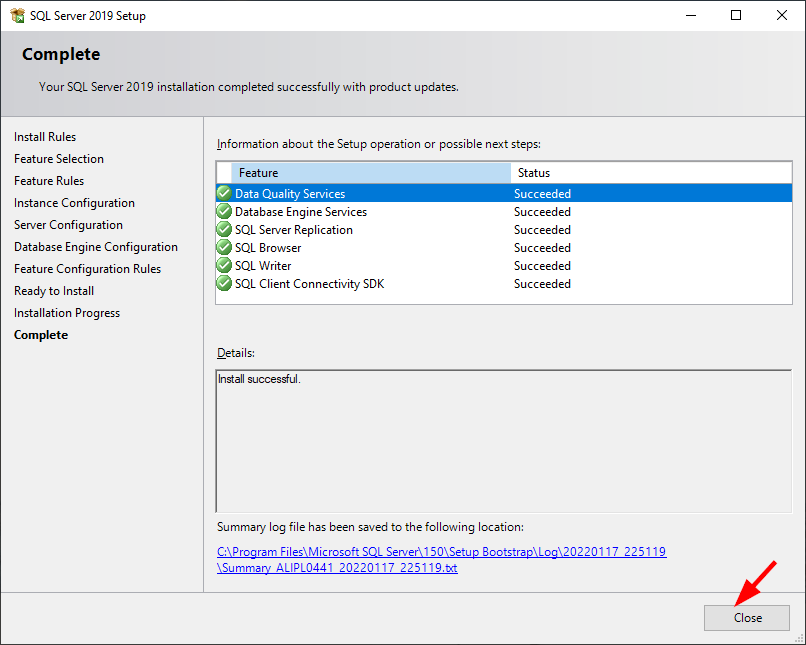 SQL Server 2019 Setup
Complete
Your SQL Server 2019 installation completed successfully with product updates.
Install Rules
Feature Selection
Feature Rules
Instance Configuration
Server Configuration
Database Engine Configuration
Feature Configuration Rules
Ready to Install
Installation Progress
Complete
Information about the Setup operation or possible next steps:
Feature Status
Data Quality Services Succeeded
Database Engine Services Succeeded
SQL Server Replication Succeeded
SQL Browser Succeeded
SQL Writer Succeeded
SQL Client Connectivity SDK Succeeded
Details:
Install successful.
Summary log file has been saved to the following location:
C:\Program Files\Microsoft SQL Server\150\Setup Bootstrap\Log\20220117_225119
\Summary_ALIPL0441_20220117_225119.txt
Close